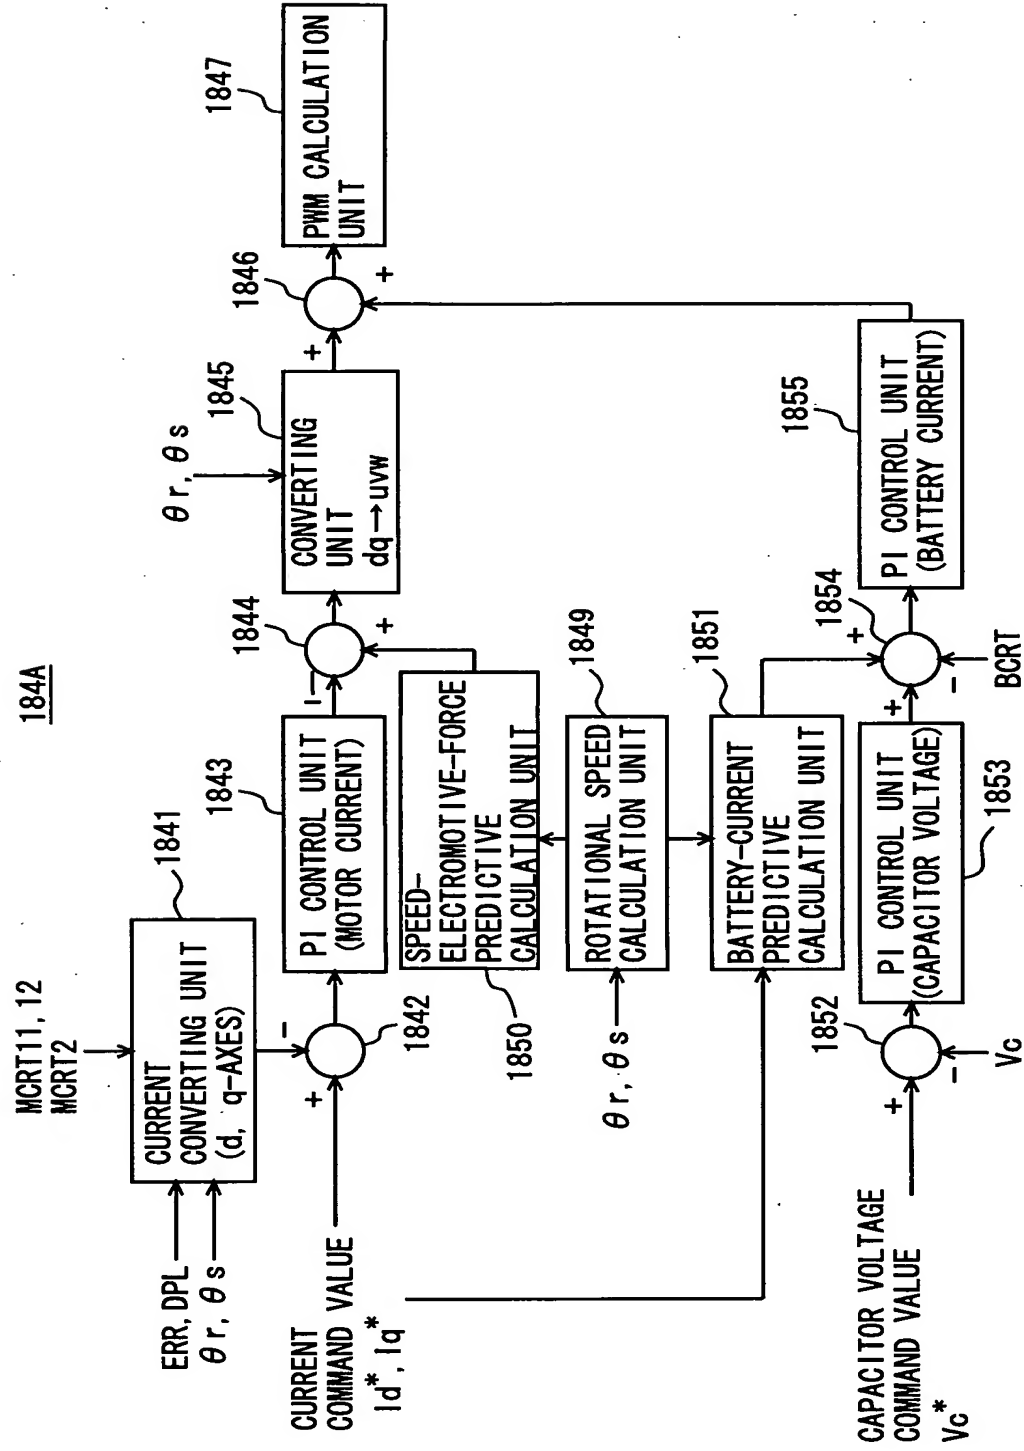 184A
MCRT11, 12
MCRT2
ERR, DPL
θr, θs
CURRENT
CONVERTING UNIT
(d, q-AXES)
1841
CURRENT
COMMAND VALUE
Id*, Iq*
+
−
1842
PI CONTROL UNIT
(MOTOR CURRENT)
1843
−
+
1844
θr, θs
CONVERTING
UNIT
dq→uvw
1845
+
+
1846
PWM CALCULATION
UNIT
1847
SPEED-
ELECTROMOTIVE-FORCE
PREDICTIVE
CALCULATION UNIT
1850
θr, θs
ROTATIONAL SPEED
CALCULATION UNIT
1849
BATTERY-CURRENT
PREDICTIVE
CALCULATION UNIT
1851
CAPACITOR VOLTAGE
COMMAND VALUE
Vc*
+
−
Vc
1852
PI CONTROL UNIT
(CAPACITOR VOLTAGE)
1853
+
+
−
BCRT
1854
PI CONTROL UNIT
(BATTERY CURRENT)
1855